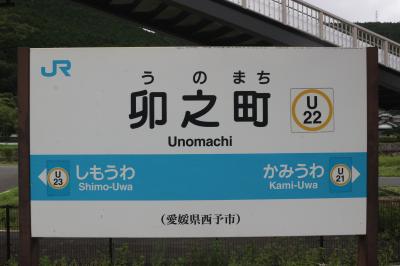 JR
うのまち
卯之町
U
22
Unomachi
U
23
しもうわ
Shimo-Uwa
かみうわ
Kami-Uwa
U
21
（愛媛県西予市）